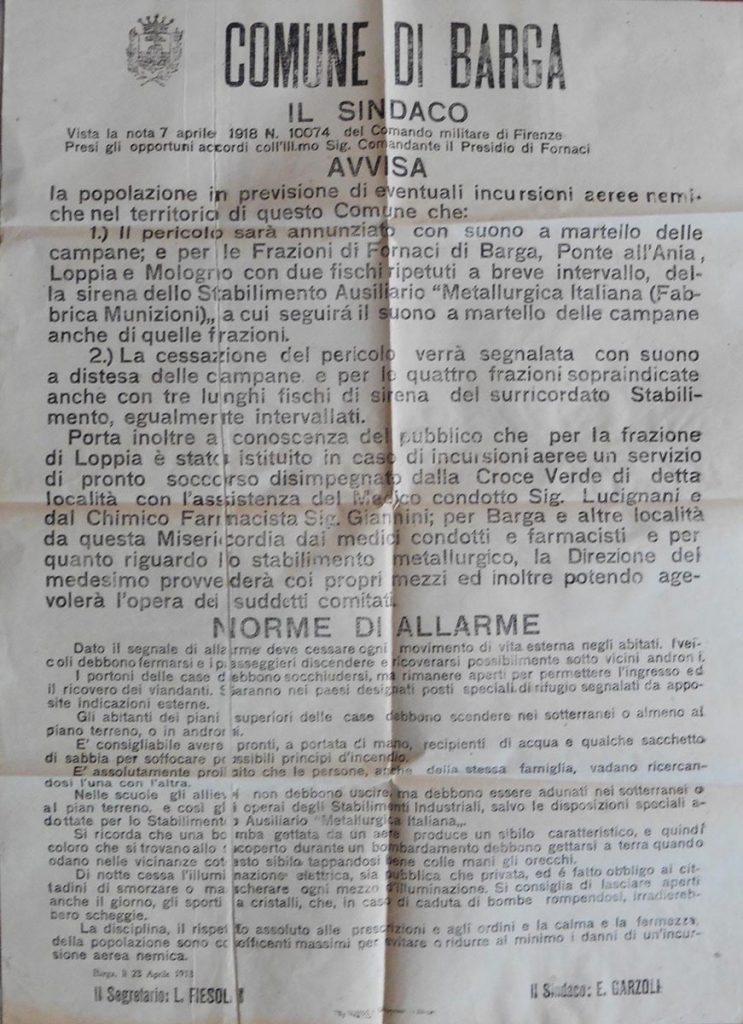 COMUNE DI BARGA
IL SINDACO
Vista la nota 7 aprile 1918 N. 10074 del Comando militare di Firenze
Presi gli opportuni accordi coll'Ill.mo Sig. Comandante il Presidio di Fornaci
AVVISA
la popolazione in previsione di eventuali incursioni aeree nemi-
che nel territorio di questo Comune che:
1.) Il pericolo sarà annunziato con suono a martello delle
campane; e per le Frazioni di Fornaci di Barga, Ponte all'Ania,
Loppia e Mologno con due fischi ripetuti a breve intervallo, del-
la sirena dello Stabilimento Ausiliario "Metallurgica Italiana (Fab-
brica Munizioni)„ a cui seguirá il suono a martello delle campane
anche di quelle frazioni.
2.) La cessazione del pericolo verrà segnalata con suono
a distesa delle campane e per le quattro frazioni sopraindicate
anche con tre lunghi fischi di sirena del surricordato Stabili-
mento, egualmente intervallati.
Porta inoltre a conoscenza del pubblico che per la frazione
di Loppia è stato istituito in caso di incursioni aeree un servizio
di pronto soccorso disimpegnato dalla Croce Verde di detta
località con l'assistenza del Medico condotto Sig. Lucignani e
dal Chimico Farmacista Sig. Giannini; per Barga e altre località
da questa Misericordia dai medici condotti e farmacisti e per
quanto riguardo lo stabilimento metallurgico, la Direzione del
medesimo provvederà coi propri mezzi ed inoltre potendo age-
volerà l'opera dei suddetti comitati.
NORME DI ALLARME
Dato il segnale di allarme deve cessare ogni movimento di vita esterna negli abitati. I vei-
coli debbono fermarsi e i passeggieri discendere e ricoverarsi possibilmente sotto vicini androni.
I portoni delle case debbono socchiudersi, ma rimanere aperti per permettere l'ingresso ed
il ricovero dei viandanti. Saranno nei paesi designati posti speciali di rifugio segnalati da appo-
site indicazioni esterne.
Gli abitanti dei piani superiori delle case debbono scendere nei sotterranei o almeno al
piano terreno, o in androni.
E' consigliabile avere pronti, a portata di mano, recipienti di acqua e qualche sacchetto
di sabbia per soffocare possibili principi d'incendio.
E' assolutamente proibito che le persone, anche della stessa famiglia, vadano ricercan-
dosi l'una con l'altra.
Nelle scuole gli allievi non debbono uscire, ma debbono essere adunati nei sotterranei o
al pian terreno, e così gli operai degli Stabilimenti Industriali, salvo le disposizioni speciali a-
dottate per lo Stabilimento Ausiliario "Metallurgica Italiana„.
Si ricorda che una bomba gettata da un aereo produce un sibilo caratteristico, e quindi
coloro che si trovano allo scoperto durante un bombardamento debbono gettarsi a terra quando
odano nelle vicinanze cotesto sibilo tappandosi bene colle mani gli orecchi.
Di notte cessa l'illuminazione elettrica, sia pubblica che privata, ed é fatto obbligo ai cit-
tadini di smorzare o mascherare ogni mezzo d'illuminazione. Si consiglia di lasciare aperti
anche il giorno, gli sporti a cristalli, che, in caso di caduta di bombe rompendosi, irradiereb-
bero scheggie.
La disciplina, il rispetto assoluto alle prescrizioni e agli ordini e la calma e la fermezza,
della popolazione sono coefficenti massimi per evitare o ridurre al minimo i danni di un'incur-
sione aerea nemica.
Barga, li 23 Aprile 1918
Il Segretario: L. FIESOLI
Il Sindaco: E. GARZOLI